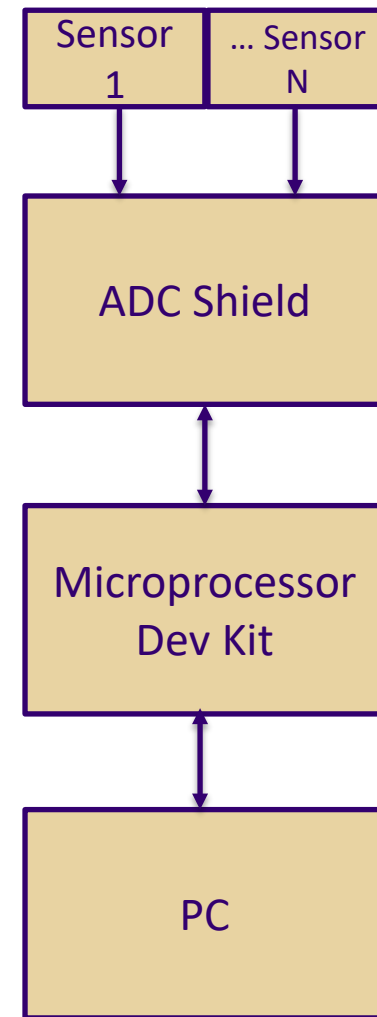 Sensor
1
... Sensor
N
ADC Shield
Microprocessor
Dev Kit
PC